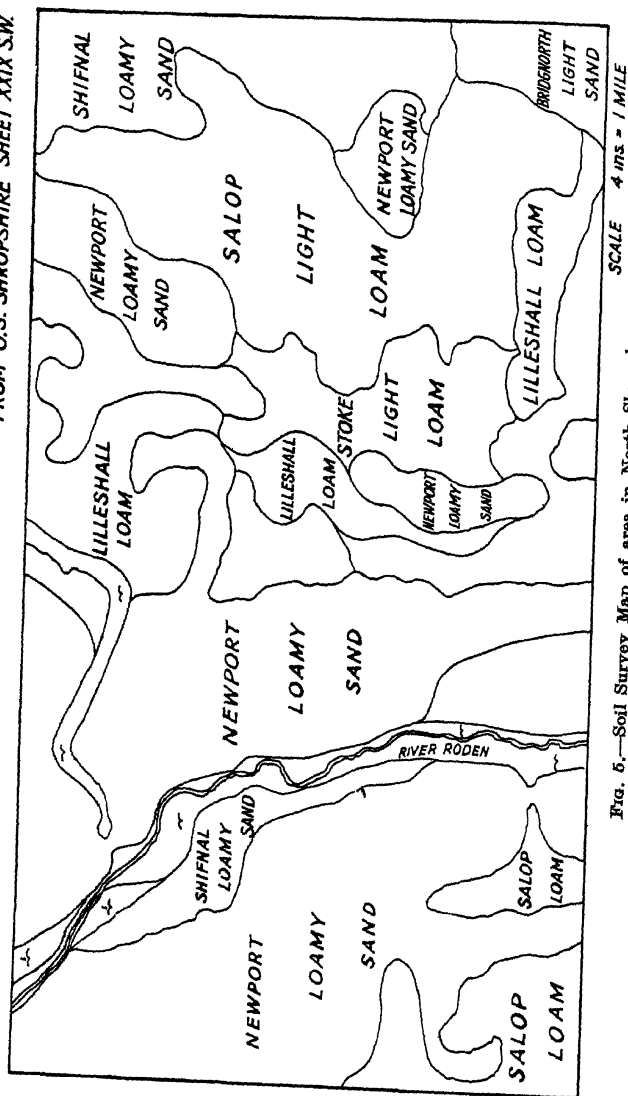 FROM O.S. SHROPSHIRE SHEET XXIX S.W.
SHIFNAL
LOAMY
SAND
NEWPORT
LOAMY
SAND
LILLESHALL
LOAM
SALOP
LIGHT
LOAM
NEWPORT
LOAMY SAND
BRIDGNORTH
LIGHT
SAND
LILLESHALL LOAM
STOKE
LIGHT
LOAM
LILLESHALL
LOAM
NEWPORT
LOAMY
SAND
NEWPORT
LOAMY
SAND
RIVER RODEN
SHIFNAL
LOAMY
SAND
NEWPORT
LOAMY
SAND
SALOP
LOAM
SALOP
LOAM
SCALE 4 INS. = 1 MILE
FIG. 5.—Soil Survey Map of area in North